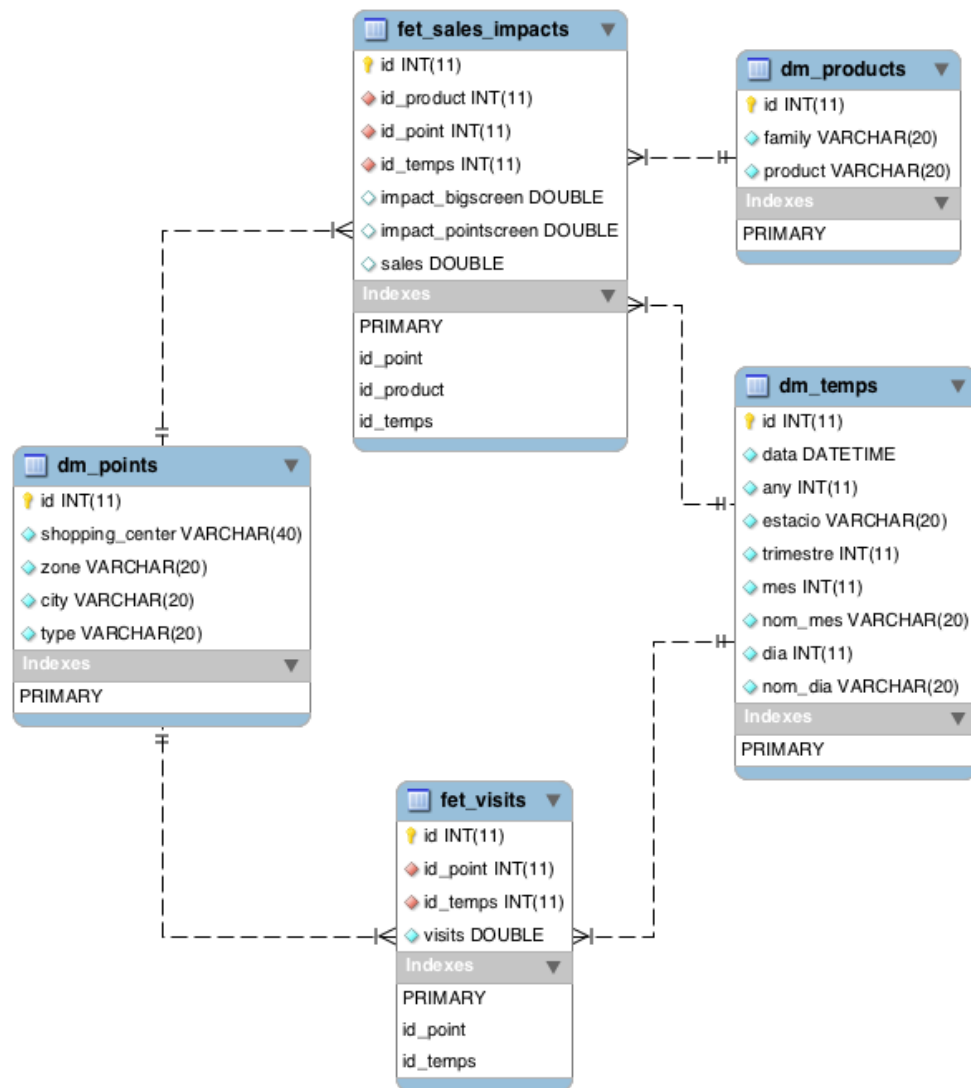 fet_sales_impacts
id INT(11)
id_product INT(11)
id_point INT(11)
id_temps INT(11)
impact_bigscreen DOUBLE
impact_pointscreen DOUBLE
sales DOUBLE
Indexes
PRIMARY
id_point
id_product
id_temps
dm_products
id INT(11)
family VARCHAR(20)
product VARCHAR(20)
Indexes
PRIMARY
dm_points
id INT(11)
shopping_center VARCHAR(40)
zone VARCHAR(20)
city VARCHAR(20)
type VARCHAR(20)
Indexes
PRIMARY
dm_temps
id INT(11)
data DATETIME
any INT(11)
estacio VARCHAR(20)
trimestre INT(11)
mes INT(11)
nom_mes VARCHAR(20)
dia INT(11)
nom_dia VARCHAR(20)
Indexes
PRIMARY
fet_visits
id INT(11)
id_point INT(11)
id_temps INT(11)
visits DOUBLE
Indexes
PRIMARY
id_point
id_temps